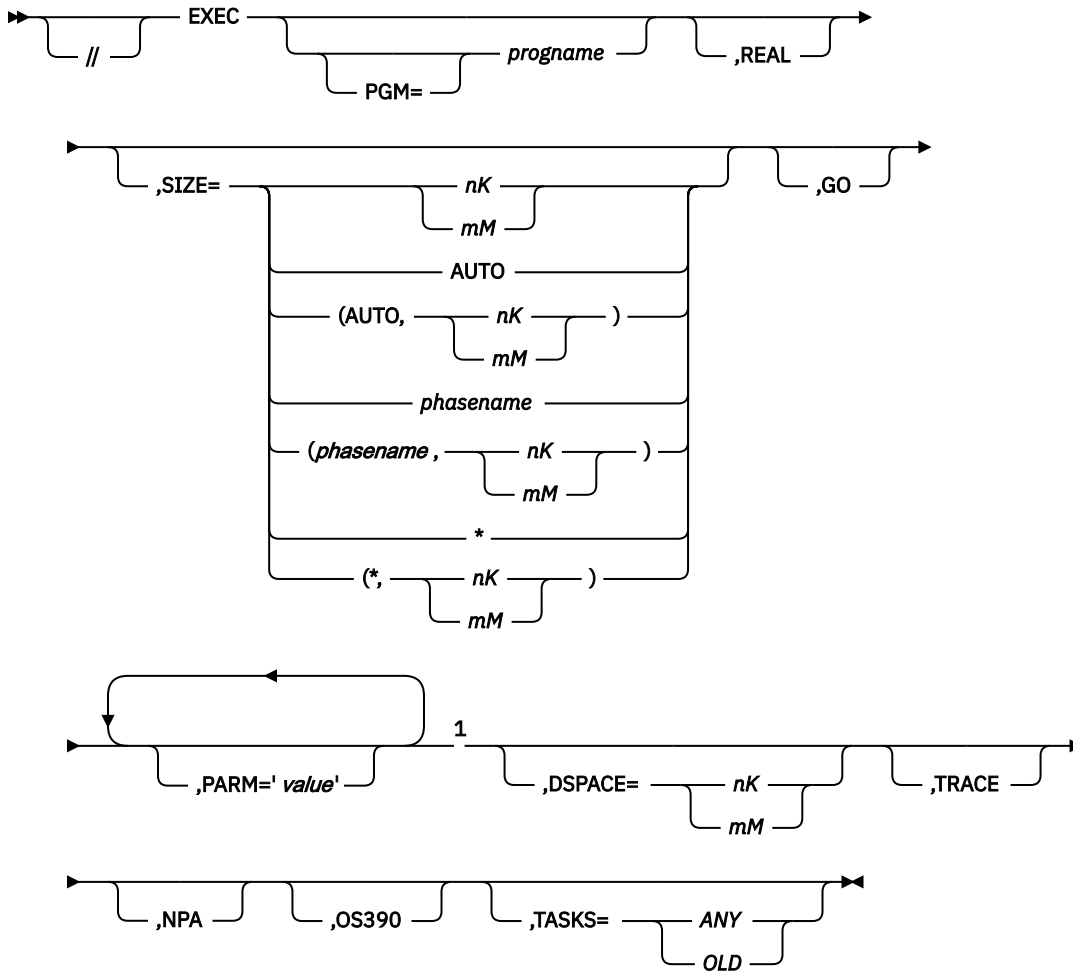 EXEC
//
progname
,REAL
PGM=
,SIZE=
nK
,GO
mM
AUTO
(AUTO,
nK
)
mM
phasename
(phasename ,
nK
)
mM
*
(*,
nK
)
mM
1
,PARM=' value'
,DSPACE=
nK
,TRACE
mM
,NPA
,OS390
,TASKS=
ANY
OLD